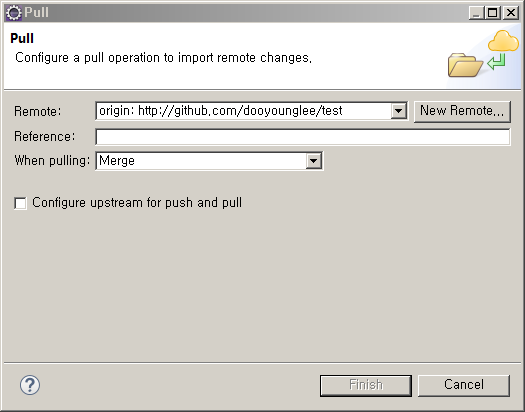 Pull
Pull
Configure a pull operation to import remote changes.
Remote: origin: http://github.com/dooyounglee/test New Remote...
Reference:
When pulling: Merge
Configure upstream for push and pull
? Finish Cancel